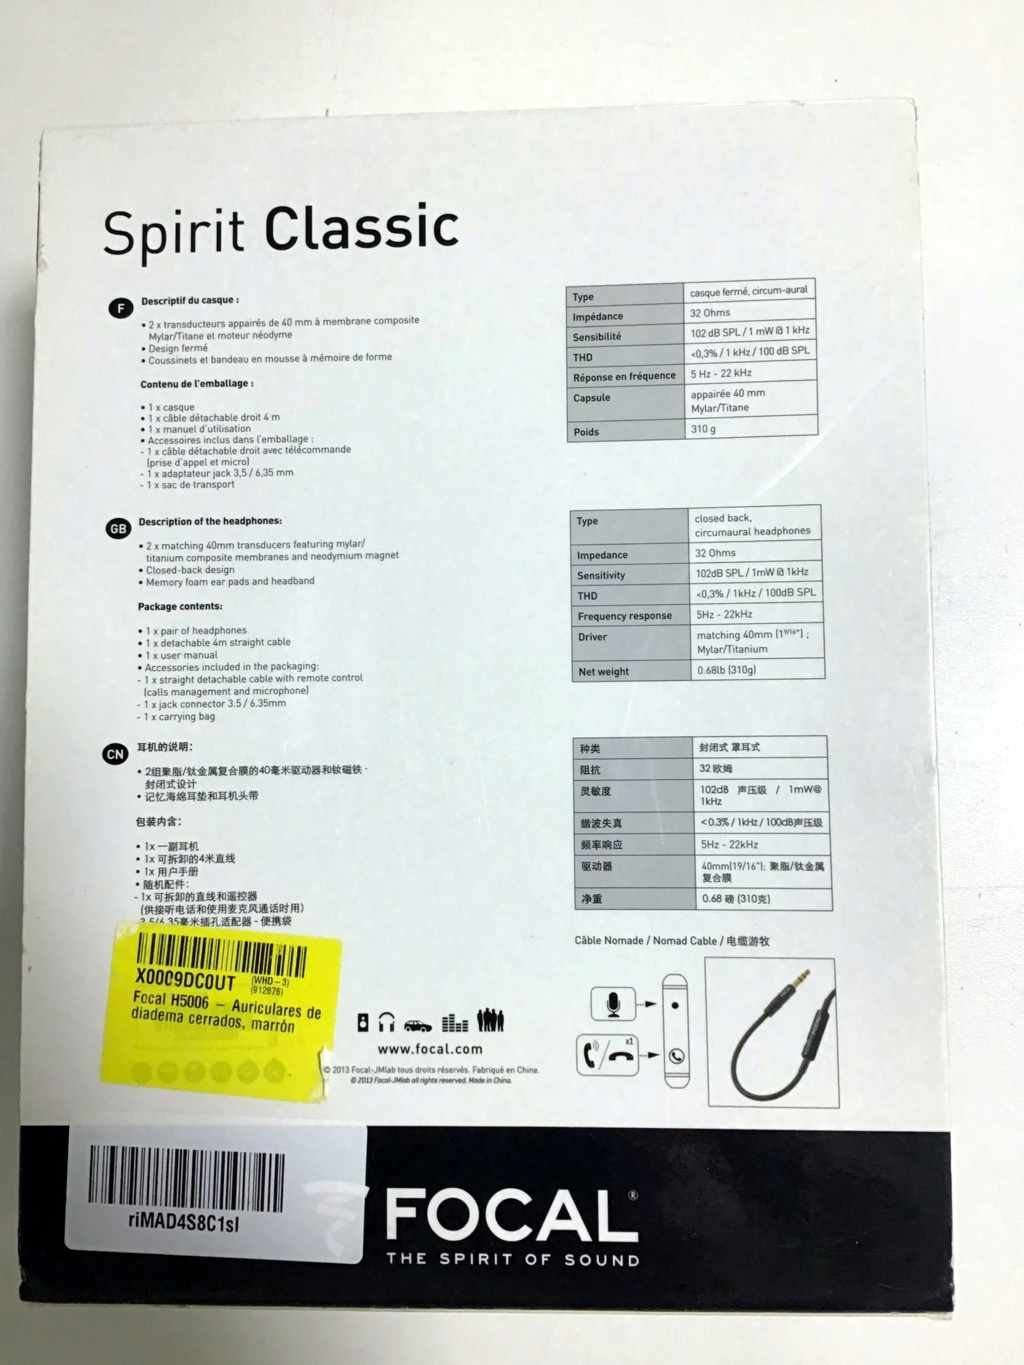 Spirit Classic
F
Descriptif du casque :
• 2 x transducteurs appairés de 40 mm à membrane composite
Mylar/Titane et moteur néodyme
• Design fermé
• Coussinets et bandeau en mousse à mémoire de forme
Contenu de l'emballage :
• 1 x casque
• 1 x câble détachable droit 4 m
• 1 x manuel d'utilisation
• Accessoires inclus dans l'emballage :
- 1 x câble détachable droit avec télécommande
(prise d'appel et micro)
- 1 x adaptateur jack 3,5 / 6,35 mm
- 1 x sac de transport
Type casque fermé, circum-aural
Impédance 32 Ohms
Sensibilité 102 dB SPL / 1 mW @ 1 kHz
THD <0,3% / 1 kHz / 100 dB SPL
Réponse en fréquence 5 Hz - 22 kHz
Capsule appairée 40 mm
Mylar/Titane
Poids 310 g
GB
Description of the headphones:
• 2 x matching 40mm transducers featuring mylar/
titanium composite membranes and neodymium magnet
• Closed-back design
• Memory foam ear pads and headband
Package contents:
• 1 x pair of headphones
• 1 x detachable 4m straight cable
• 1 x user manual
• Accessories included in the packaging:
- 1 x straight detachable cable with remote control
(calls management and microphone)
- 1 x jack connector 3.5 / 6.35mm
- 1 x carrying bag
Type closed back,
circumaural headphones
Impedance 32 Ohms
Sensitivity 102dB SPL / 1mW @ 1kHz
THD <0,3% / 1kHz / 100dB SPL
Frequency response 5Hz - 22kHz
Driver matching 40mm (1 9/16") ;
Mylar/Titanium
Net weight 0.68lb (310g)
CN
耳机的说明:
• 2组聚脂/钛金属复合膜的40毫米驱动器和钕磁铁 ·
封闭式设计
• 记忆海绵耳垫和耳机头带
包装内含:
• 1x 一副耳机
• 1x 可拆卸的4米直线
• 1x 用户手册
• 随机配件:
- 1x 可拆卸的直线和遥控器
(供接听电话和使用麦克风通话时用)
3.5/6.35毫米插孔适配器 - 便携袋
种类 封闭式 罩耳式
阻抗 32 欧姆
灵敏度 102dB 声压级 / 1mW@
1kHz
谐波失真 <0.3% / 1kHz / 100dB声压级
频率响应 5Hz - 22kHz
驱动器 40mm(19/16"); 聚脂/钛金属
复合膜
净重 0.68 磅 (310克)
Câble Nomade / Nomad Cable / 电缆游牧
x1
X0009DC0UT (WHD-3)
(912876)
Focal H5006 – Auriculares de
diadema cerrados, marrón
www.focal.com
© 2013 Focal-JMlab tous droits réservés. Fabriqué en Chine.
© 2013 Focal-JMlab all rights reserved. Made in China.
riMAD4S8C1sl
FOCAL®
THE SPIRIT OF SOUND